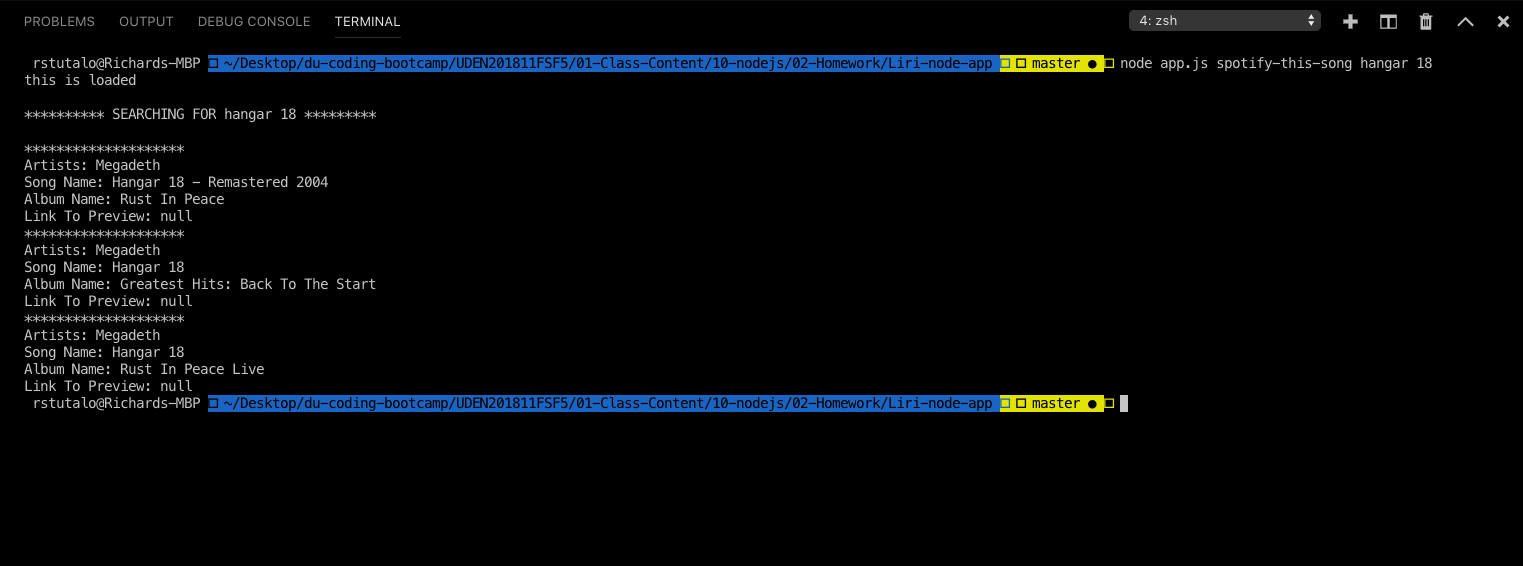 PROBLEMS OUTPUT DEBUG CONSOLE TERMINAL 4: zsh
rstutalo@Richards-MBP ~/Desktop/du-coding-bootcamp/UDEN201811FSF5/01-Class-Content/10-nodejs/02-Homework/Liri-node-app master ● node app.js spotify-this-song hangar 18
this is loaded
********** SEARCHING FOR hangar 18 *********
********************
Artists: Megadeth
Song Name: Hangar 18 - Remastered 2004
Album Name: Rust In Peace
Link To Preview: null
********************
Artists: Megadeth
Song Name: Hangar 18
Album Name: Greatest Hits: Back To The Start
Link To Preview: null
********************
Artists: Megadeth
Song Name: Hangar 18
Album Name: Rust In Peace Live
Link To Preview: null
rstutalo@Richards-MBP ~/Desktop/du-coding-bootcamp/UDEN201811FSF5/01-Class-Content/10-nodejs/02-Homework/Liri-node-app master ●